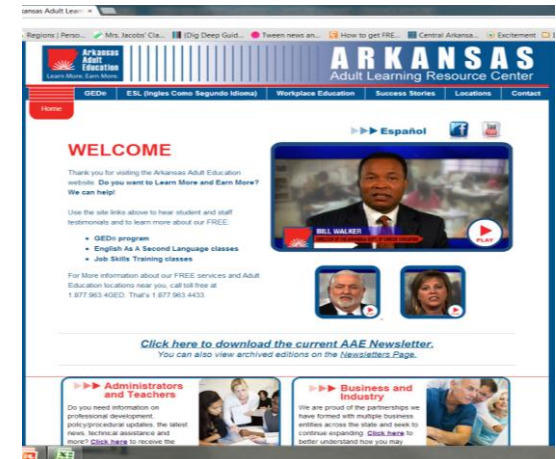 Arkansas Adult Learn
Regions | Perso...
Mrs. Jacobs' Cla...
(Dig Deep Guid...
Tween news an...
How to get FRE...
Central Arkansa...
Excitement
Arkansas
Adult
Education
Learn More. Earn More.
ARKANSAS
Adult Learning Resource Center
GED®
ESL (Ingles Como Segundo Idioma)
Workplace Education
Success Stories
Locations
Contact
Home
Español
WELCOME
Thank you for visiting the Arkansas Adult Education
website. Do you want to Learn More and Earn More?
We can help!
Use the site links above to hear student and staff
testimonials and to learn more about our FREE:
• GED® program
• English As A Second Language classes
• Job Skills Training classes
For More information about our FREE services and Adult
Education locations near you, call toll free at
1.877.963.4GED. That's 1.877.963.4433.
BILL WALKER
PLAY
Click here to download the current AAE Newsletter.
You can also view archived editions on the Newsletters Page.
Administrators
and Teachers
Do you need information on
professional development,
policy/procedural updates, the latest
news, technical assistance and
more? Click here to receive the
Business and
Industry
We are proud of the partnerships we
have formed with multiple business
entities across the state and seek to
continue expanding. Click here to
better understand how you may